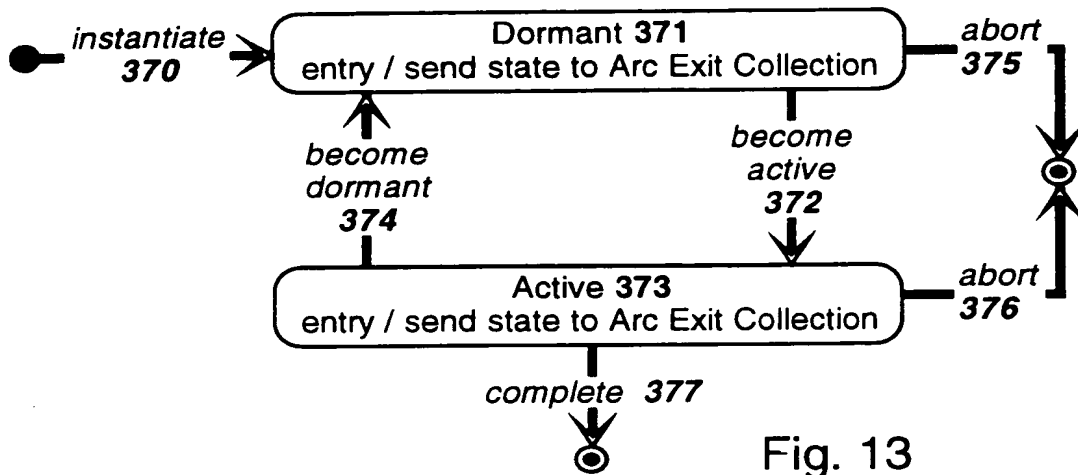 instantiate
370
Dormant 371
entry / send state to Arc Exit Collection
abort
375
become
dormant
374
become
active
372
Active 373
entry / send state to Arc Exit Collection
abort
376
complete 377
Fig. 13